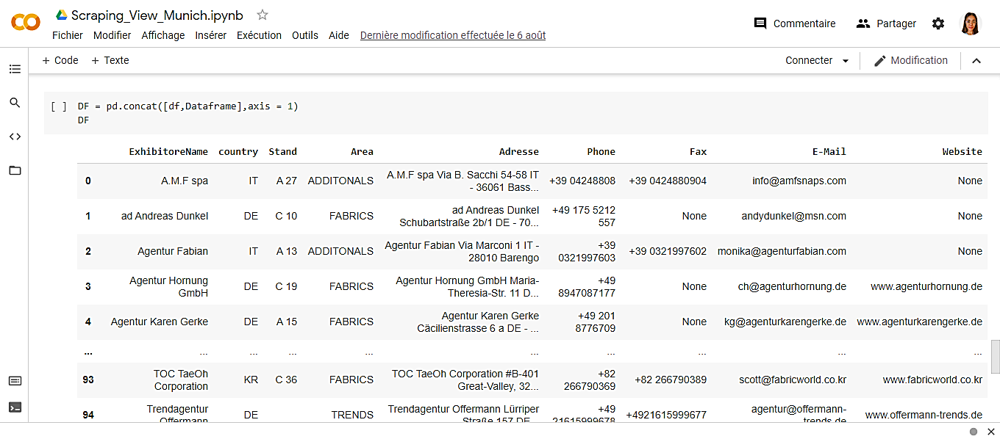 Scraping_View_Munich.ipynb
Fichier Modifier Affichage Insérer Exécution Outils Aide Dernière modification effectuée le 6 août
Commentaire Partager
+ Code + Texte
Connecter Modification
[ ] DF = pd.concat([df,Dataframe],axis = 1)
DF
ExhibitoreName country Stand Area Adresse Phone Fax E-Mail Website
0 A.M.F spa IT A 27 ADDITONALS A.M.F spa Via B. Sacchi 54-58 IT +39 04248808 +39 0424880904 info@amfsnaps.com None
- 36061 Bass...
1 ad Andreas Dunkel DE C 10 FABRICS ad Andreas Dunkel +49 175 5212 None andydunkel@msn.com None
Schubartstraße 2b/1 DE - 70... 557
2 Agentur Fabian IT A 13 ADDITONALS Agentur Fabian Via Marconi 1 IT - +39 +39 0321997602 monika@agenturfabian.com None
28010 Barengo 0321997603
3 Agentur Hornung DE C 19 FABRICS Agentur Hornung GmbH Maria- +49 None ch@agenturhornung.de www.agenturhornung.de
GmbH Theresia-Str. 11 D... 8947087177
4 Agentur Karen Gerke DE A 15 FABRICS Agentur Karen Gerke +49 201 None kg@agenturkarengerke.de www.agenturkarengerke.de
Cäcilienstrasse 6 a DE - ... 8776709
... ... ... ... ... ... ... ... ... ...
93 TOC TaeOh KR C 36 FABRICS TOC TaeOh Corporation #B-401 +82 +82 266790389 scott@fabricworld.co.kr www.fabricworld.co.kr
Corporation Great-Valley, 32... 266790369
94 Trendagentur DE TRENDS Trendagentur Offermann Lürriper +49 +4921615999677 agentur@offermann- www.offermann-trends.de
Offermann Straße 157 DE... 21615999678 trends.de